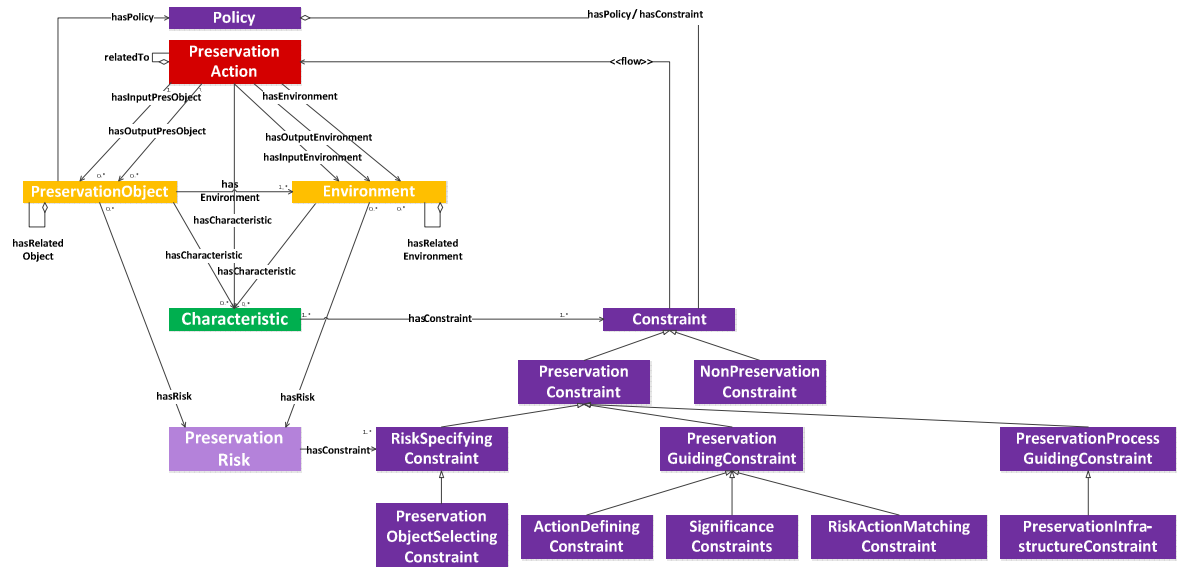 hasPolicy
Policy
hasPolicy/hasConstraint
relatedTo
Preservation
Action
<<flow>>
hasInputPresObject
hasEnvironment
hasOutputPresObject
hasOutputEnvironment
hasInputEnvironment
0.*
0.*
PreservationObject
has
Environment
1..*
Environment
0.*
0.*
0..*
hasRelated
Object
hasCharacteristic
hasRelated
Environment
hasCharacteristic
hasCharacteristic
0..*
0..*
Characteristic
1..*
hasConstraint
1..*
Constraint
Preservation
Constraint
NonPreservation
Constraint
hasRisk
hasRisk
Preservation
Risk
hasConstraint
1..*
RiskSpecifying
Constraint
Preservation
GuidingConstraint
PreservationProcess
GuidingConstraint
Preservation
ObjectSelecting
Constraint
ActionDefining
Constraint
Significance
Constraints
RiskActionMatching
Constraint
PreservationInfra-
structureConstraint